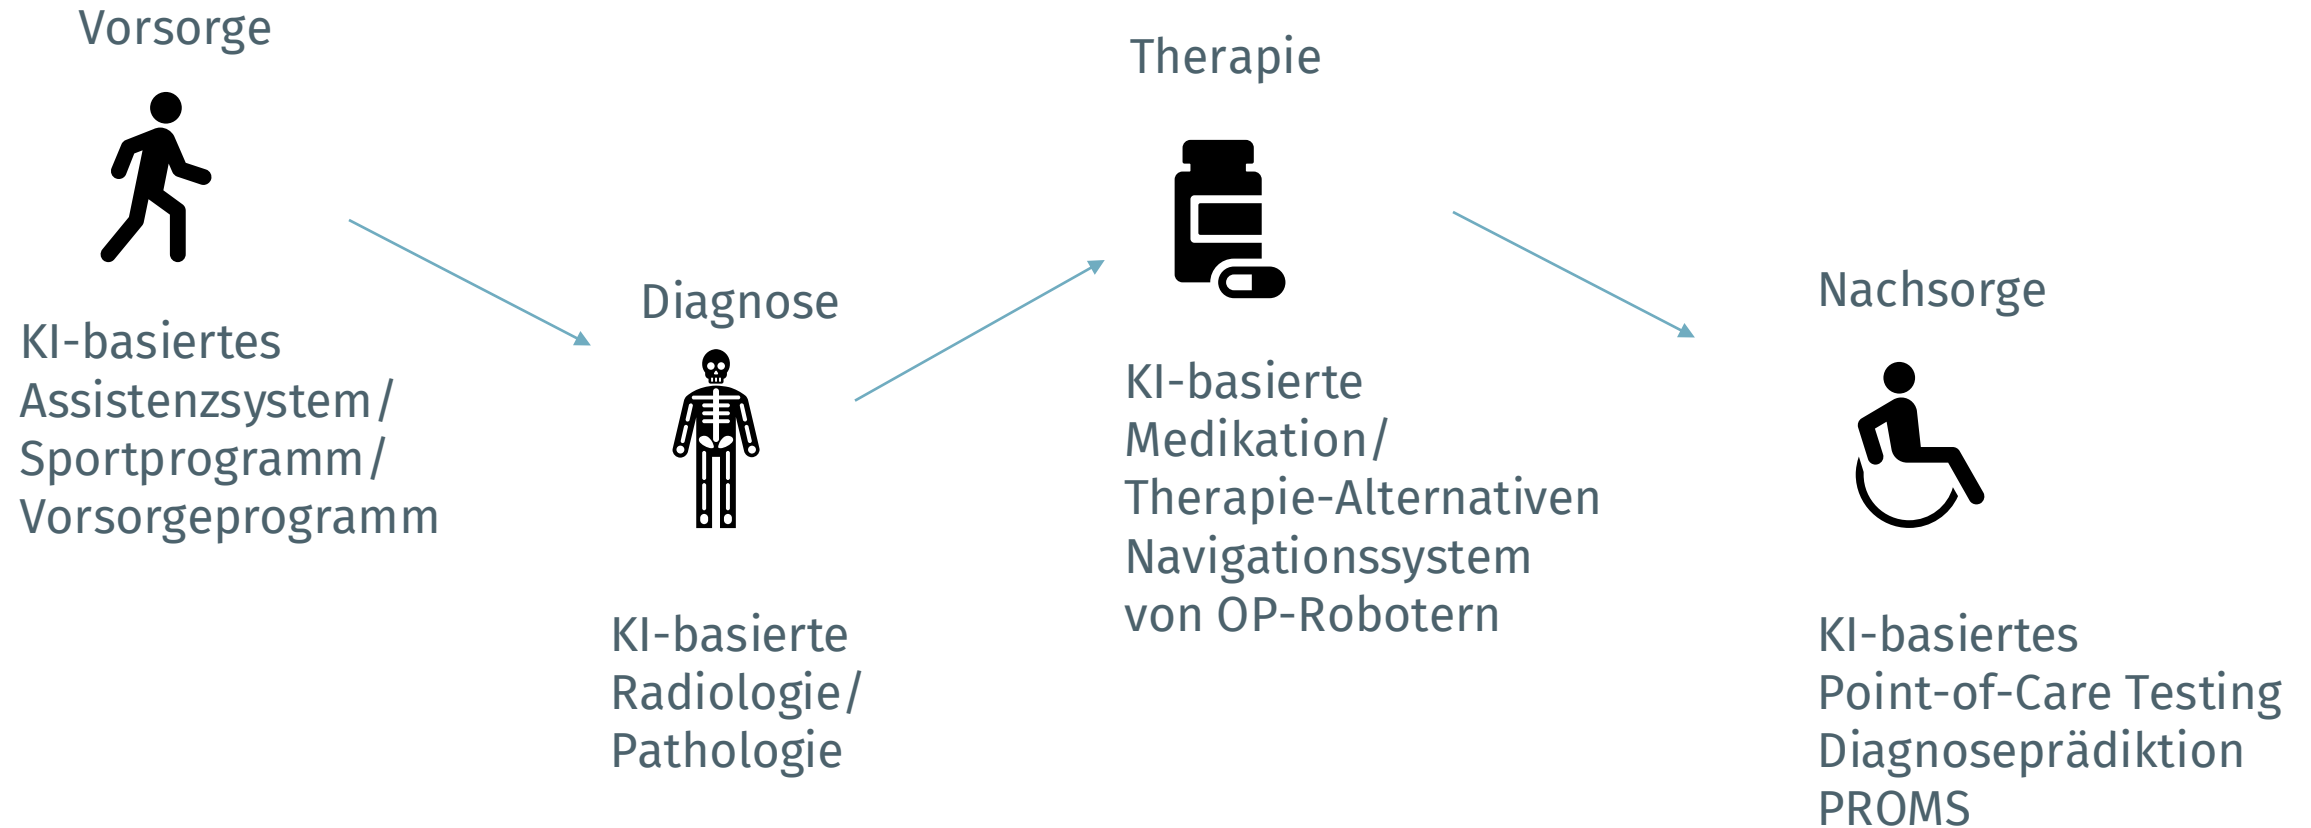 Vorsorge
KI-basiertes
Assistenzsystem/
Sportprogramm/
Vorsorgeprogramm
Diagnose
KI-basierte
Radiologie/
Pathologie
Therapie
KI-basierte
Medikation/
Therapie-Alternativen
Navigationssystem
von OP-Robotern
Nachsorge
KI-basiertes
Point-of-Care Testing
Diagnoseprädiktion
PROMS